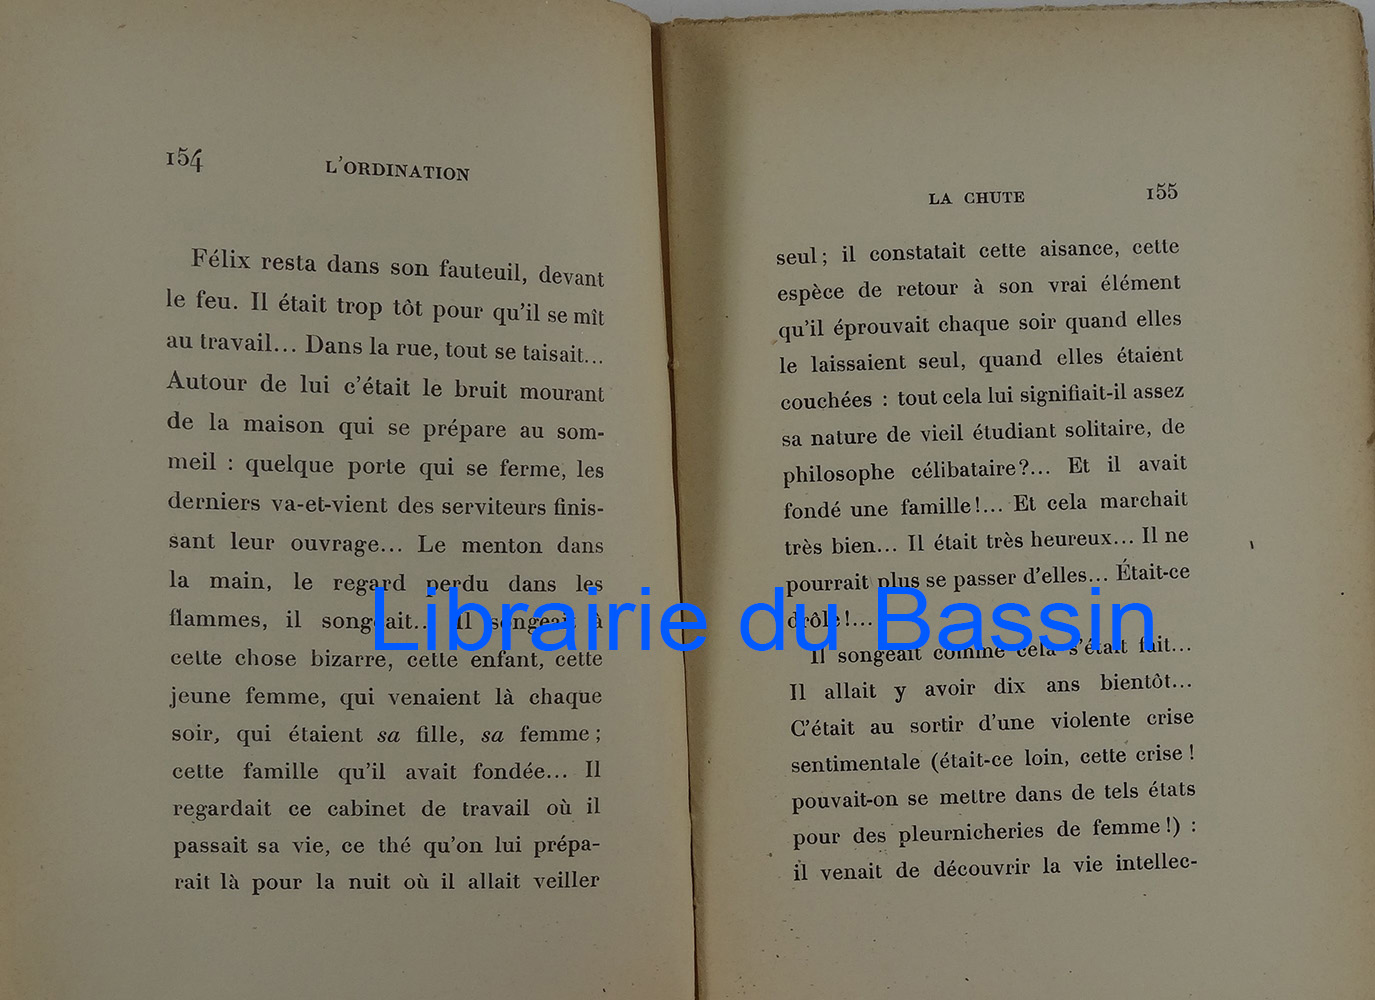 154
L'ORDINATION
Félix resta dans son fauteuil, devant
le feu. Il était trop tôt pour qu'il se mît
au travail... Dans la rue, tout se taisait...
Autour de lui c'était le bruit mourant
de la maison qui se prépare au som-
meil : quelque porte qui se ferme, les
derniers va-et-vient des serviteurs finis-
sant leur ouvrage... Le menton dans
la main, le regard perdu dans les
flammes, il songeait... Il songeait à
cette chose bizarre, cette enfant, cette
jeune femme, qui venaient là chaque
soir, qui étaient sa fille, sa femme ;
cette famille qu'il avait fondée... Il
regardait ce cabinet de travail où il
passait sa vie, ce thé qu'on lui prépa-
rait là pour la nuit où il allait veiller
LA CHUTE
155
seul ; il constatait cette aisance, cette
espèce de retour à son vrai élément
qu'il éprouvait chaque soir quand elles
le laissaient seul, quand elles étaient
couchées : tout cela lui signifiait-il assez
sa nature de vieil étudiant solitaire, de
philosophe célibataire?... Et il avait
fondé une famille!... Et cela marchait
très bien... Il était très heureux... Il ne
pourrait plus se passer d'elles... Était-ce
drôle!...
Il songeait comme cela s'était fait...
Il allait y avoir dix ans bientôt...
C'était au sortir d'une violente crise
sentimentale (était-ce loin, cette crise !
pouvait-on se mettre dans de tels états
pour des pleurnicheries de femme!) :
il venait de découvrir la vie intellec-
Librairie du Bassin